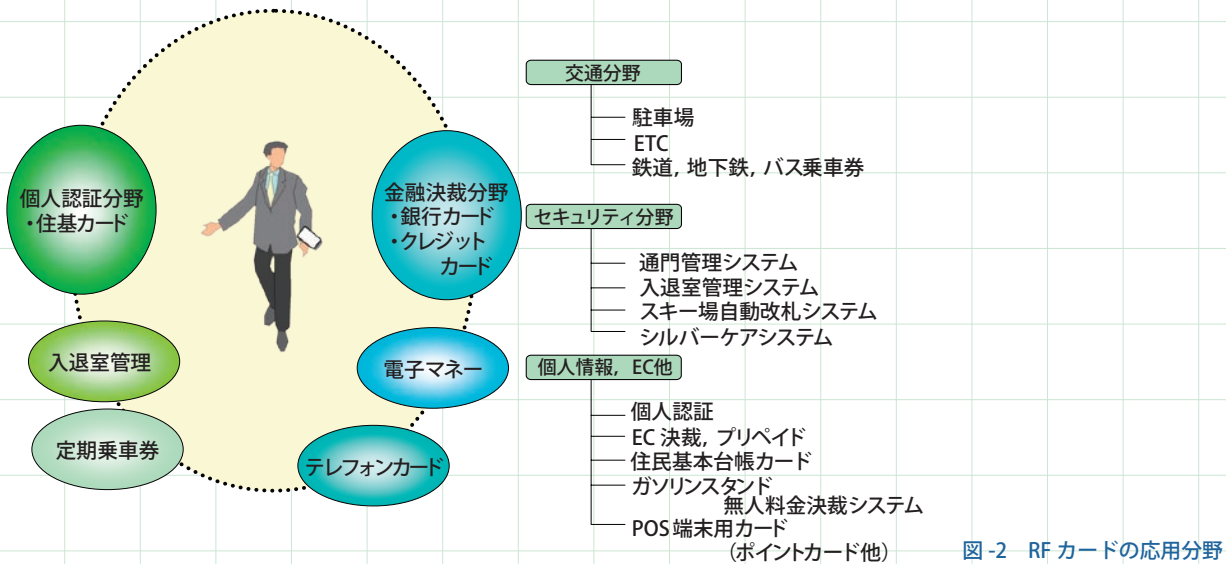 個人認証分野
・住基カード
入退室管理
定期乗車券
金融決裁分野
・銀行カード
・クレジット
カード
電子マネー
テレフォンカード
交通分野
駐車場
ETC
鉄道, 地下鉄, バス乗車券
セキュリティ分野
通門管理システム
入退室管理システム
スキー場自動改札システム
シルバーケアシステム
個人情報, EC他
個人認証
EC 決裁, プリペイド
住民基本台帳カード
ガソリンスタンド
無人料金決裁システム
POS 端末用カード
(ポイントカード他)
図 -2 RF カードの応用分野